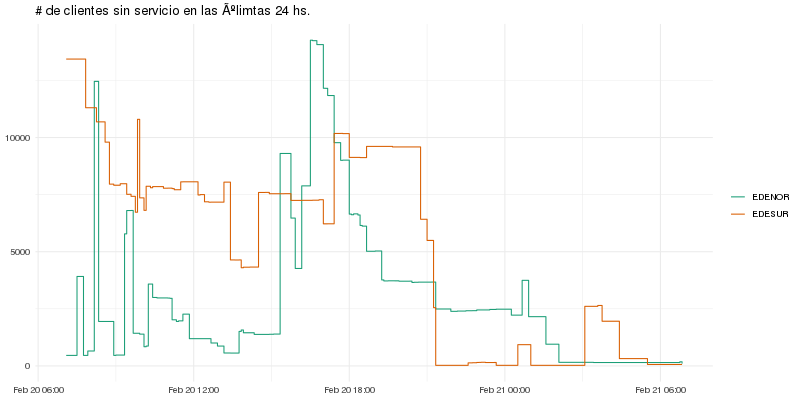 # de clientes sin servicio en las Ãºlimtas 24 hs.
10000
5000
0
Feb 20 06:00
Feb 20 12:00
Feb 20 18:00
Feb 21 00:00
Feb 21 06:00
EDENOR
EDESUR